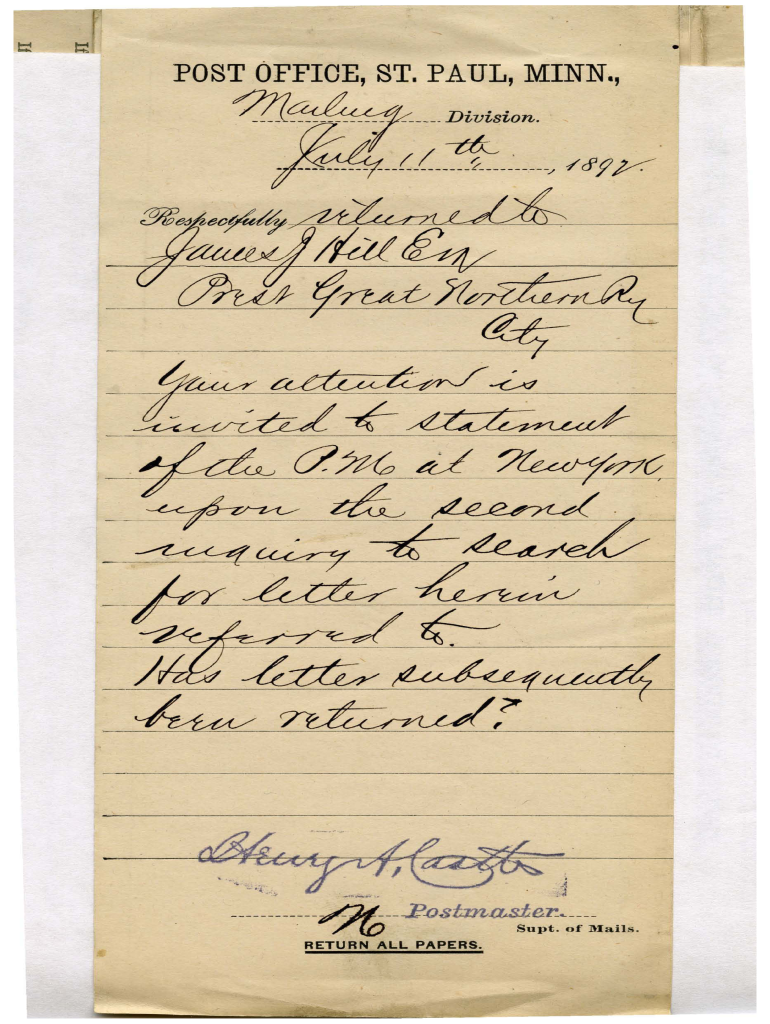 POST OFFICE, ST. PAUL, MINN.,
Mailing Division.
July 11th, 1892.
Respectfully returned to
James J Hill Esq
Prest Great Northern Ry
City
Your attention is
invited to statement
of the P.M. at New York.
upon the second
inquiry to search
for letter herein
referred to.
Has letter subsequently
been returned?
Henry A. Castle
Postmaster.
Supt. of Mails.
RETURN ALL PAPERS.